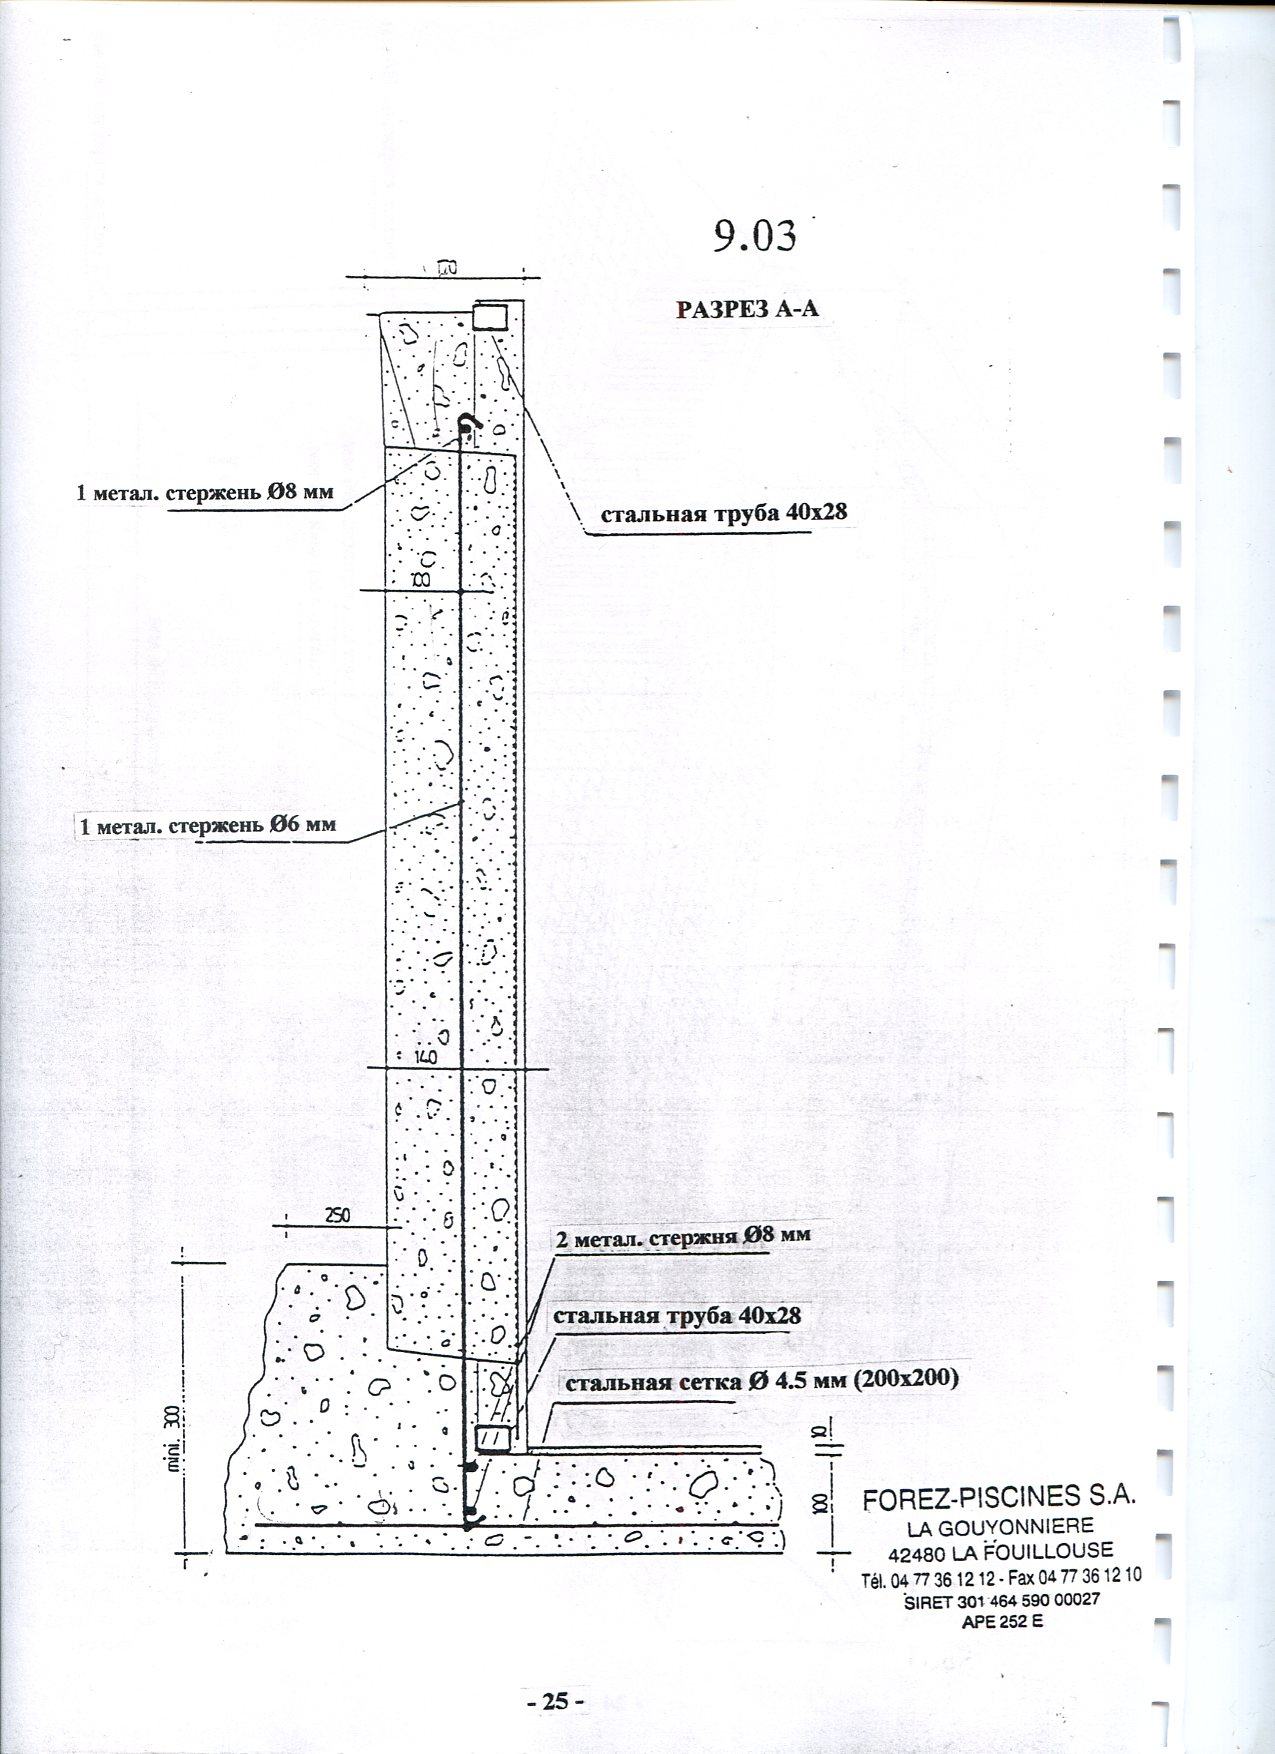 9.03
РАЗРЕЗ А-А
1 метал. стержень Ø8 мм
стальная труба 40x28
1 метал. стержень Ø6 мм
140
250
2 метал. стержня Ø8 мм
стальная труба 40x28
стальная сетка Ø 4.5 мм (200x200)
mini. 300
100
FOREZ-PISCINES S.A.
LA GOUYONNIERE
42480 LA FOUILLOUSE
Tél. 04 77 36 12 12 - Fax 04 77 36 12 10
SIRET 301 464 590 00027
APE 252 E
- 25 -